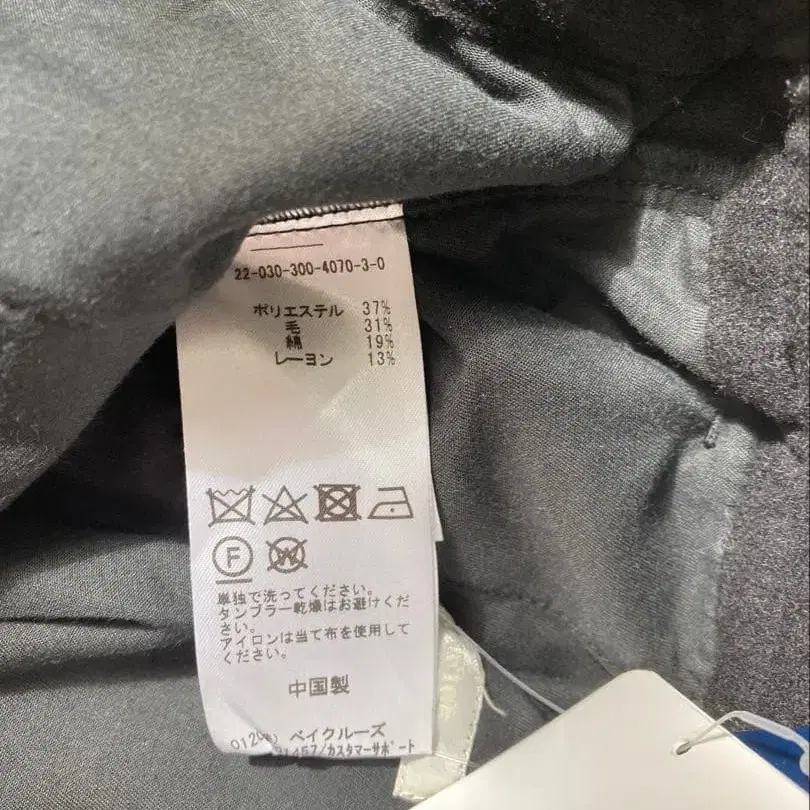 22-030-300-4070-3-0
ポリエステル 37%
毛 31%
綿 19%
レーヨン 13%
F W
単独で洗ってください。
タンブラー乾燥はお避けくだ
さい。
アイロンは当て布を使用して
ください。
中国製
ベイクルーズ
1457/カスタマーサポート